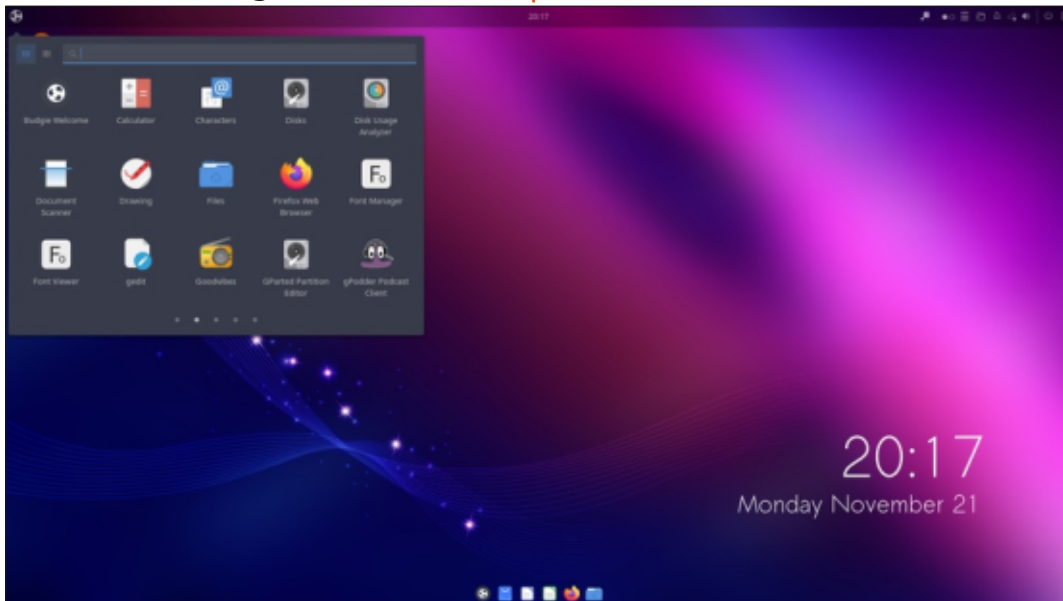 20:17
Budgie Welcome
Calculator
Characters
Disks
Disk Usage
Analyzer
Document
Scanner
Drawing
Files
Firefox Web
Browser
Font Manager
Font Viewer
gedit
Goodvibes
GParted Partition
Editor
gPodder Podcast
Client
20:17
Monday November 21